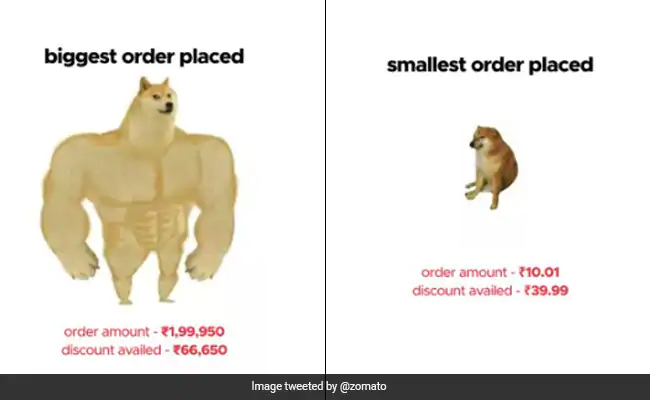 biggest order placed
order amount - ₹1,99,950
discount availed - ₹66,650
smallest order placed
order amount - ₹10.01
discount availed - ₹39.99
Image tweeted by @zomato